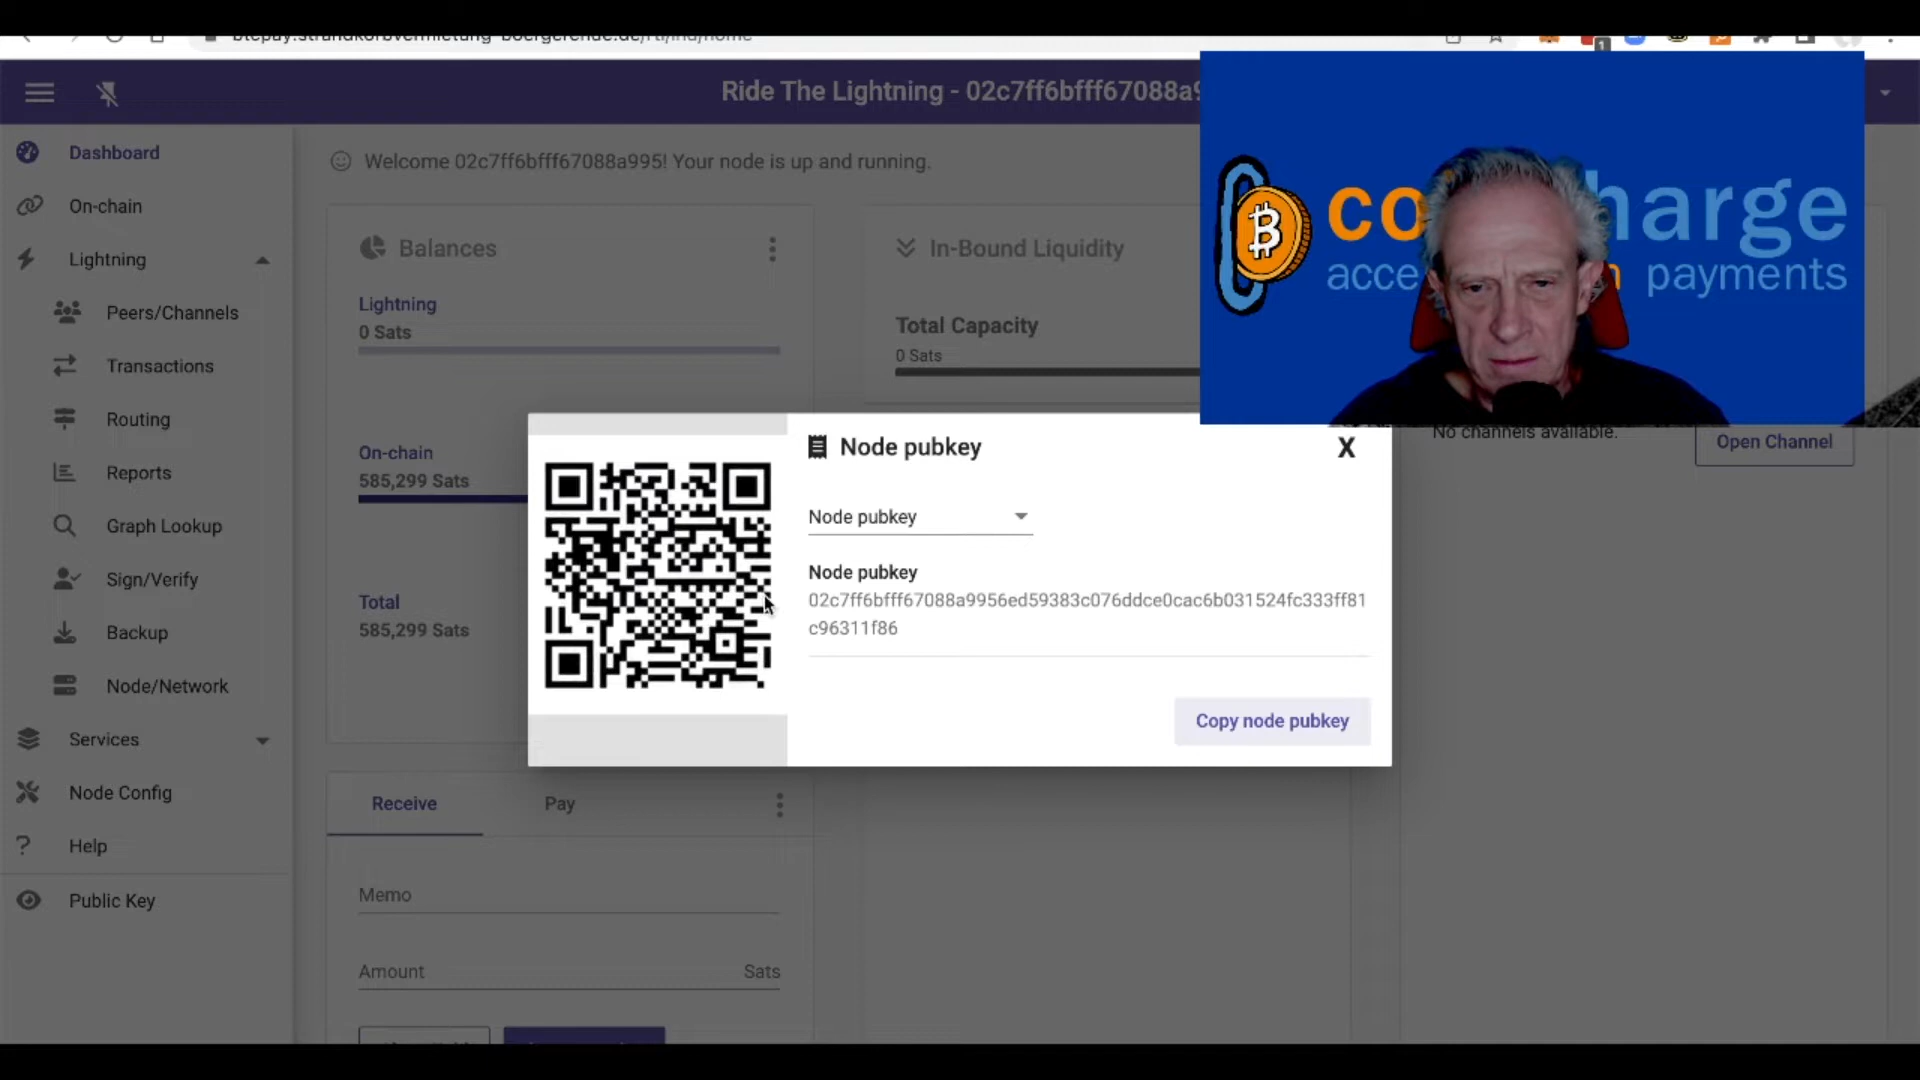 Ride The Lightning - 02c7ff6bfff67088a9
Dashboard
On-chain
Lightning
Peers/Channels
Transactions
Routing
Reports
Graph Lookup
Sign/Verify
Backup
Node/Network
Services
Node Config
Help
Public Key
Welcome 02c7ff6bfff67088a995! Your node is up and running.
Balances
Lightning
0 Sats
On-chain
585,299 Sats
Total
585,299 Sats
In-Bound Liquidity
Total Capacity
0 Sats
co harge
acce n payments
No channels available.
Open Channel
Node pubkey
X
Node pubkey
Node pubkey
02c7ff6bfff67088a9956ed59383c076ddce0cac6b031524fc333ff81
c96311f86
Copy node pubkey
Receive
Pay
Memo
Amount
Sats